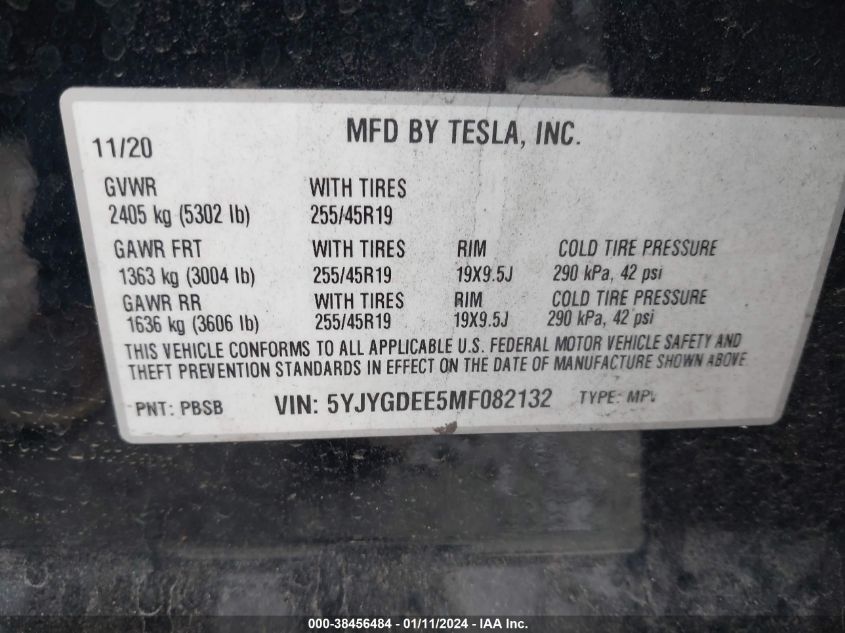 11/20 MFD BY TESLA, INC.
GVWR WITH TIRES
2405 kg (5302 lb) 255/45R19
GAWR FRT WITH TIRES RIM COLD TIRE PRESSURE
1363 kg (3004 lb) 255/45R19 19X9.5J 290 kPa, 42 psi
GAWR RR WITH TIRES RIM COLD TIRE PRESSURE
1636 kg (3606 lb) 255/45R19 19X9.5J 290 kPa, 42 psi
THIS VEHICLE CONFORMS TO ALL APPLICABLE U.S. FEDERAL MOTOR VEHICLE SAFETY AND
THEFT PREVENTION STANDARDS IN EFFECT ON THE DATE OF MANUFACTURE SHOWN ABOVE
PNT: PBSB VIN: 5YJYGDEE5MF082132 TYPE: MPV
000-38456484 - 01/11/2024 - IAA Inc.